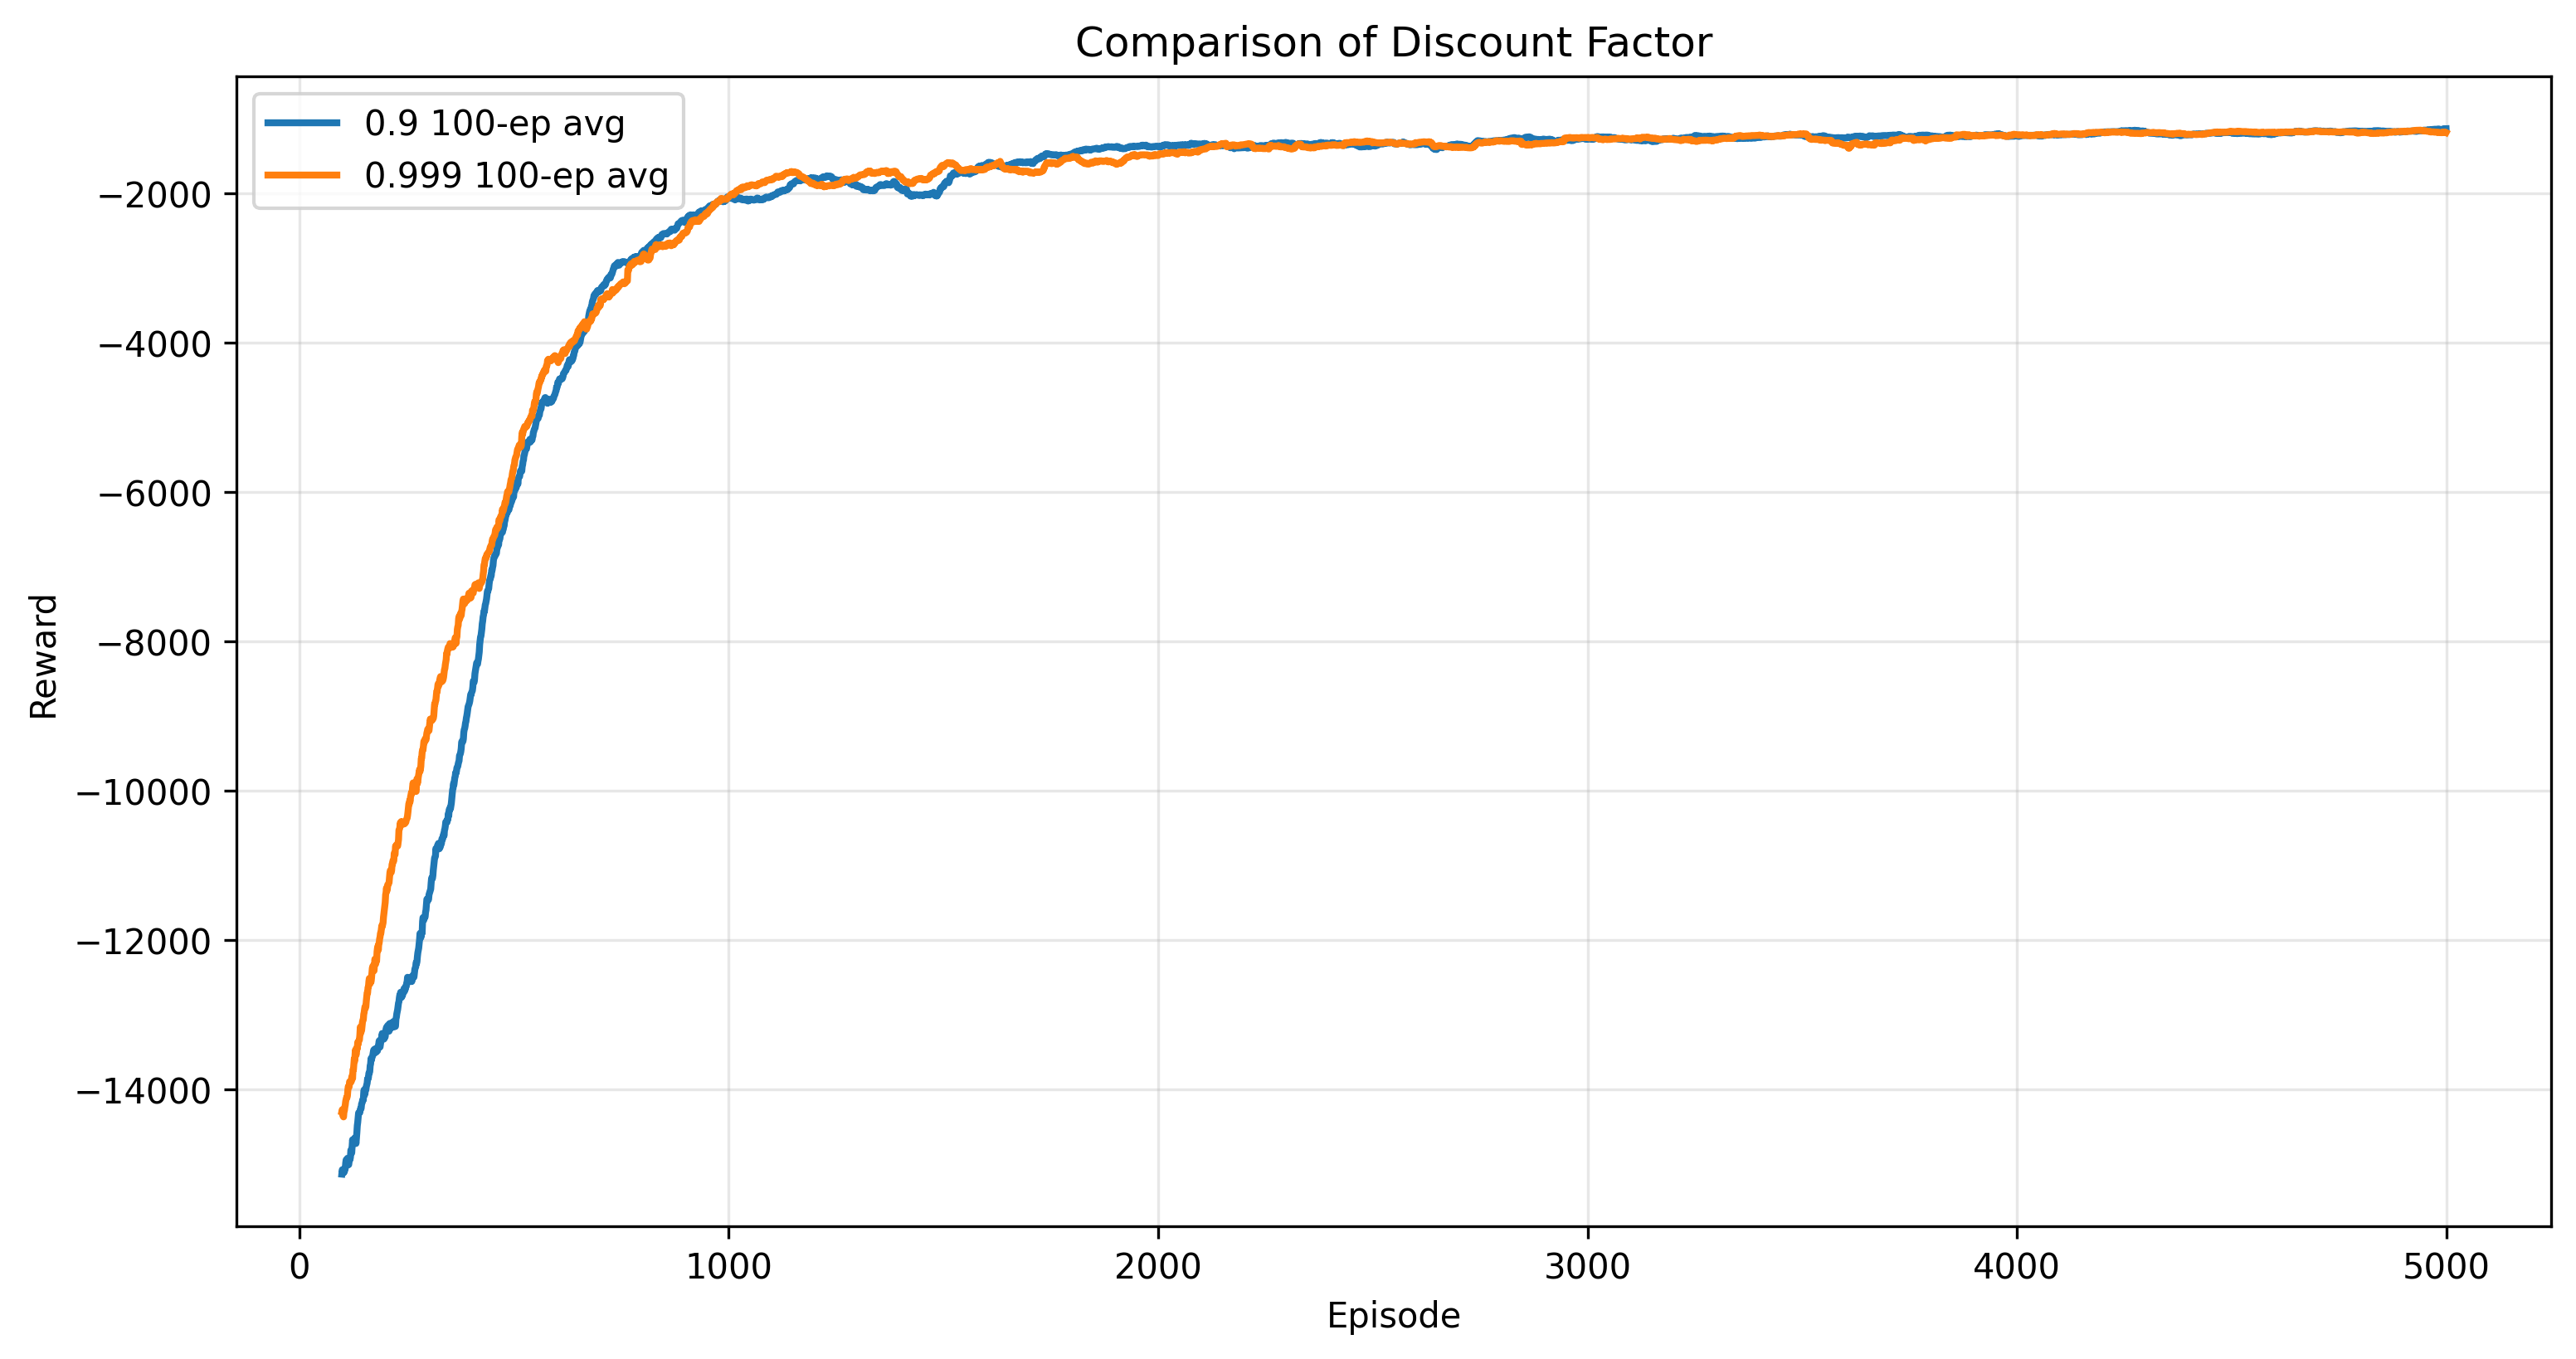 Comparison of Discount Factor
0.9 100-ep avg
0.999 100-ep avg
−2000
−4000
−6000
−8000
−10000
−12000
−14000
Reward
0 1000 2000 3000 4000 5000
Episode